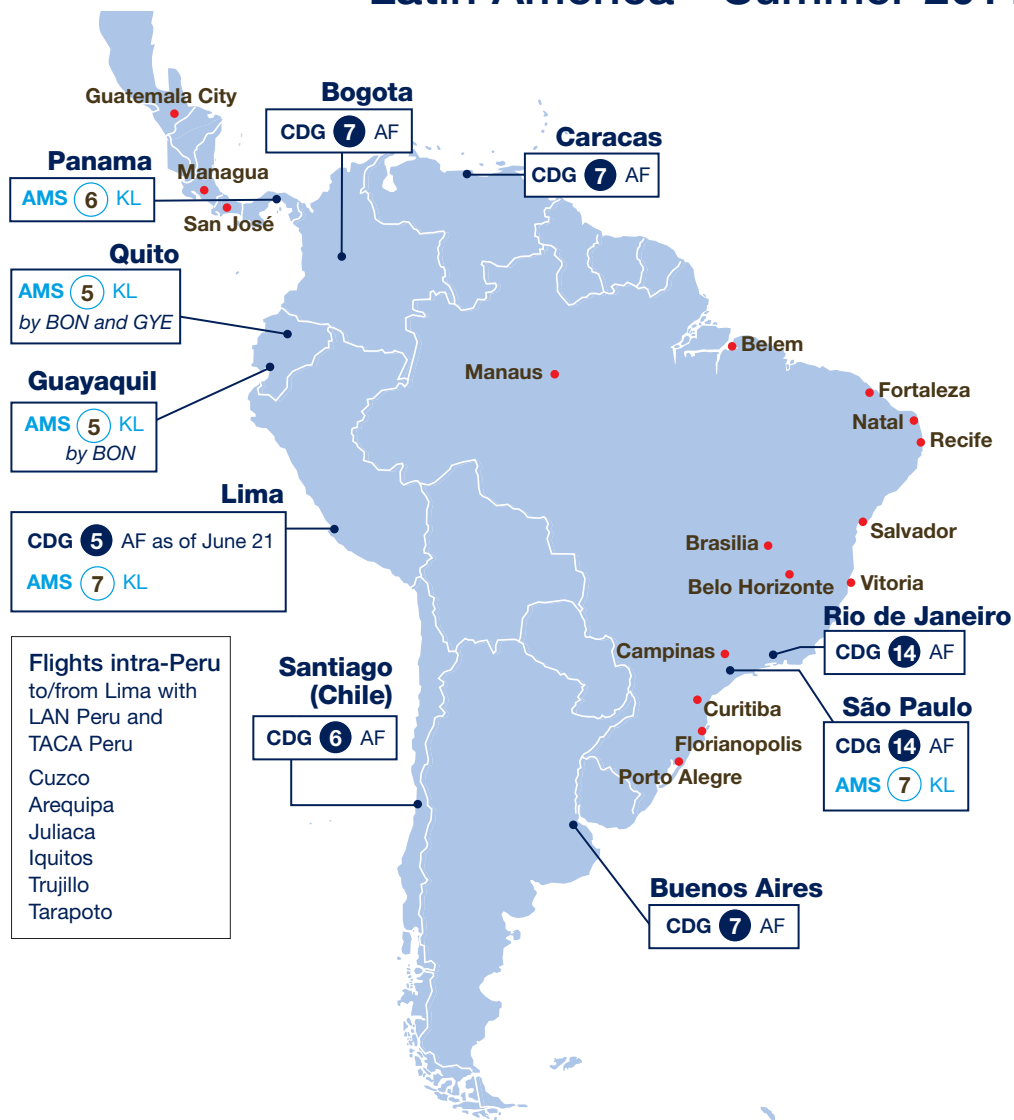 Latin America – Summer 201
Guatemala City
Bogota
CDG 7 AF
Caracas
CDG 7 AF
Panama
AMS 6 KL
Managua
San José
Quito
AMS 5 KL
by BON and GYE
Guayaquil
AMS 5 KL
by BON
Belem
Manaus
Fortaleza
Natal
Recife
Lima
CDG 5 AF as of June 21
AMS 7 KL
Salvador
Brasilia
Belo Horizonte
Vitoria
Rio de Janeiro
CDG 14 AF
Campinas
São Paulo
CDG 14 AF
AMS 7 KL
Curitiba
Florianopolis
Porto Alegre
Santiago
(Chile)
CDG 6 AF
Flights intra-Peru
to/from Lima with
LAN Peru and
TACA Peru
Cuzco
Arequipa
Juliaca
Iquitos
Trujillo
Tarapoto
Buenos Aires
CDG 7 AF